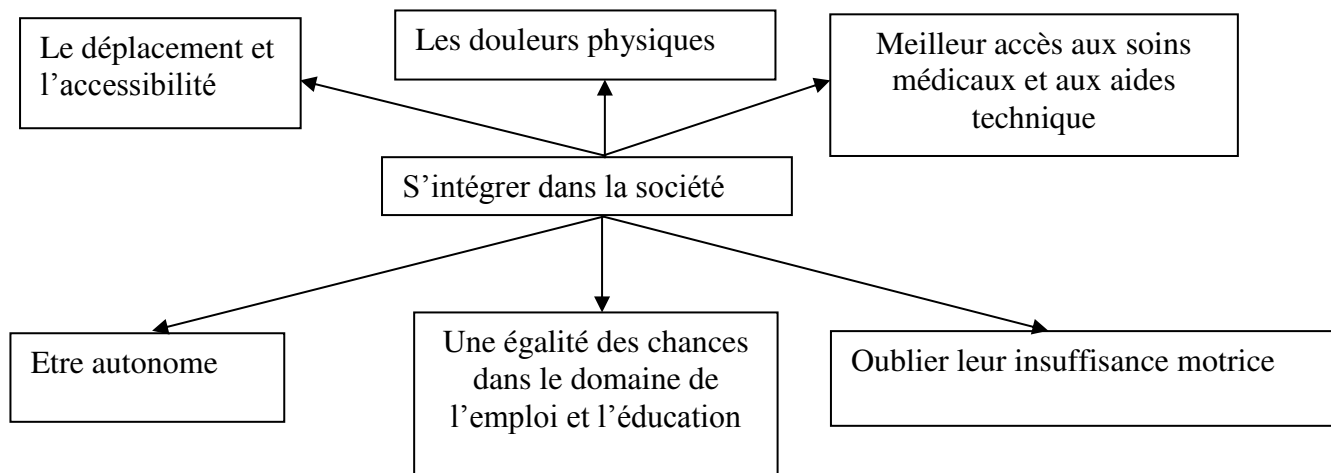 Le déplacement et
l’accessibilité
Les douleurs physiques
Meilleur accès aux soins
médicaux et aux aides
technique
S’intégrer dans la société
Etre autonome
Une égalité des chances
dans le domaine de
l’emploi et l’éducation
Oublier leur insuffisance motrice